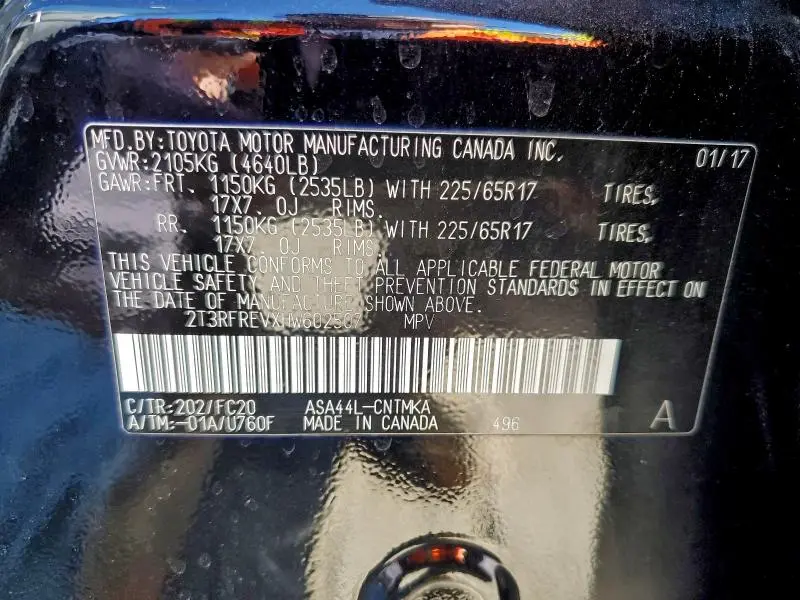 MFD.BY:TOYOTA MOTOR MANUFACTURING CANADA INC. 01/17
GVWR:2105KG (4640LB)
GAWR:FRT. 1150KG (2535LB) WITH 225/65R17 TIRES,
17X7.0J RIMS.
RR. 1150KG (2535LB) WITH 225/65R17 TIRES,
17X7.0J RIMS.
THIS VEHICLE CONFORMS TO ALL APPLICABLE FEDERAL MOTOR
VEHICLE SAFETY AND THEFT PREVENTION STANDARDS IN EFFECT ON
THE DATE OF MANUFACTURE SHOWN ABOVE.
MPV
C/TR:202/FC20 ASA44L-CNTMKA
A/TM:-01A/U760F MADE IN CANADA 496 A